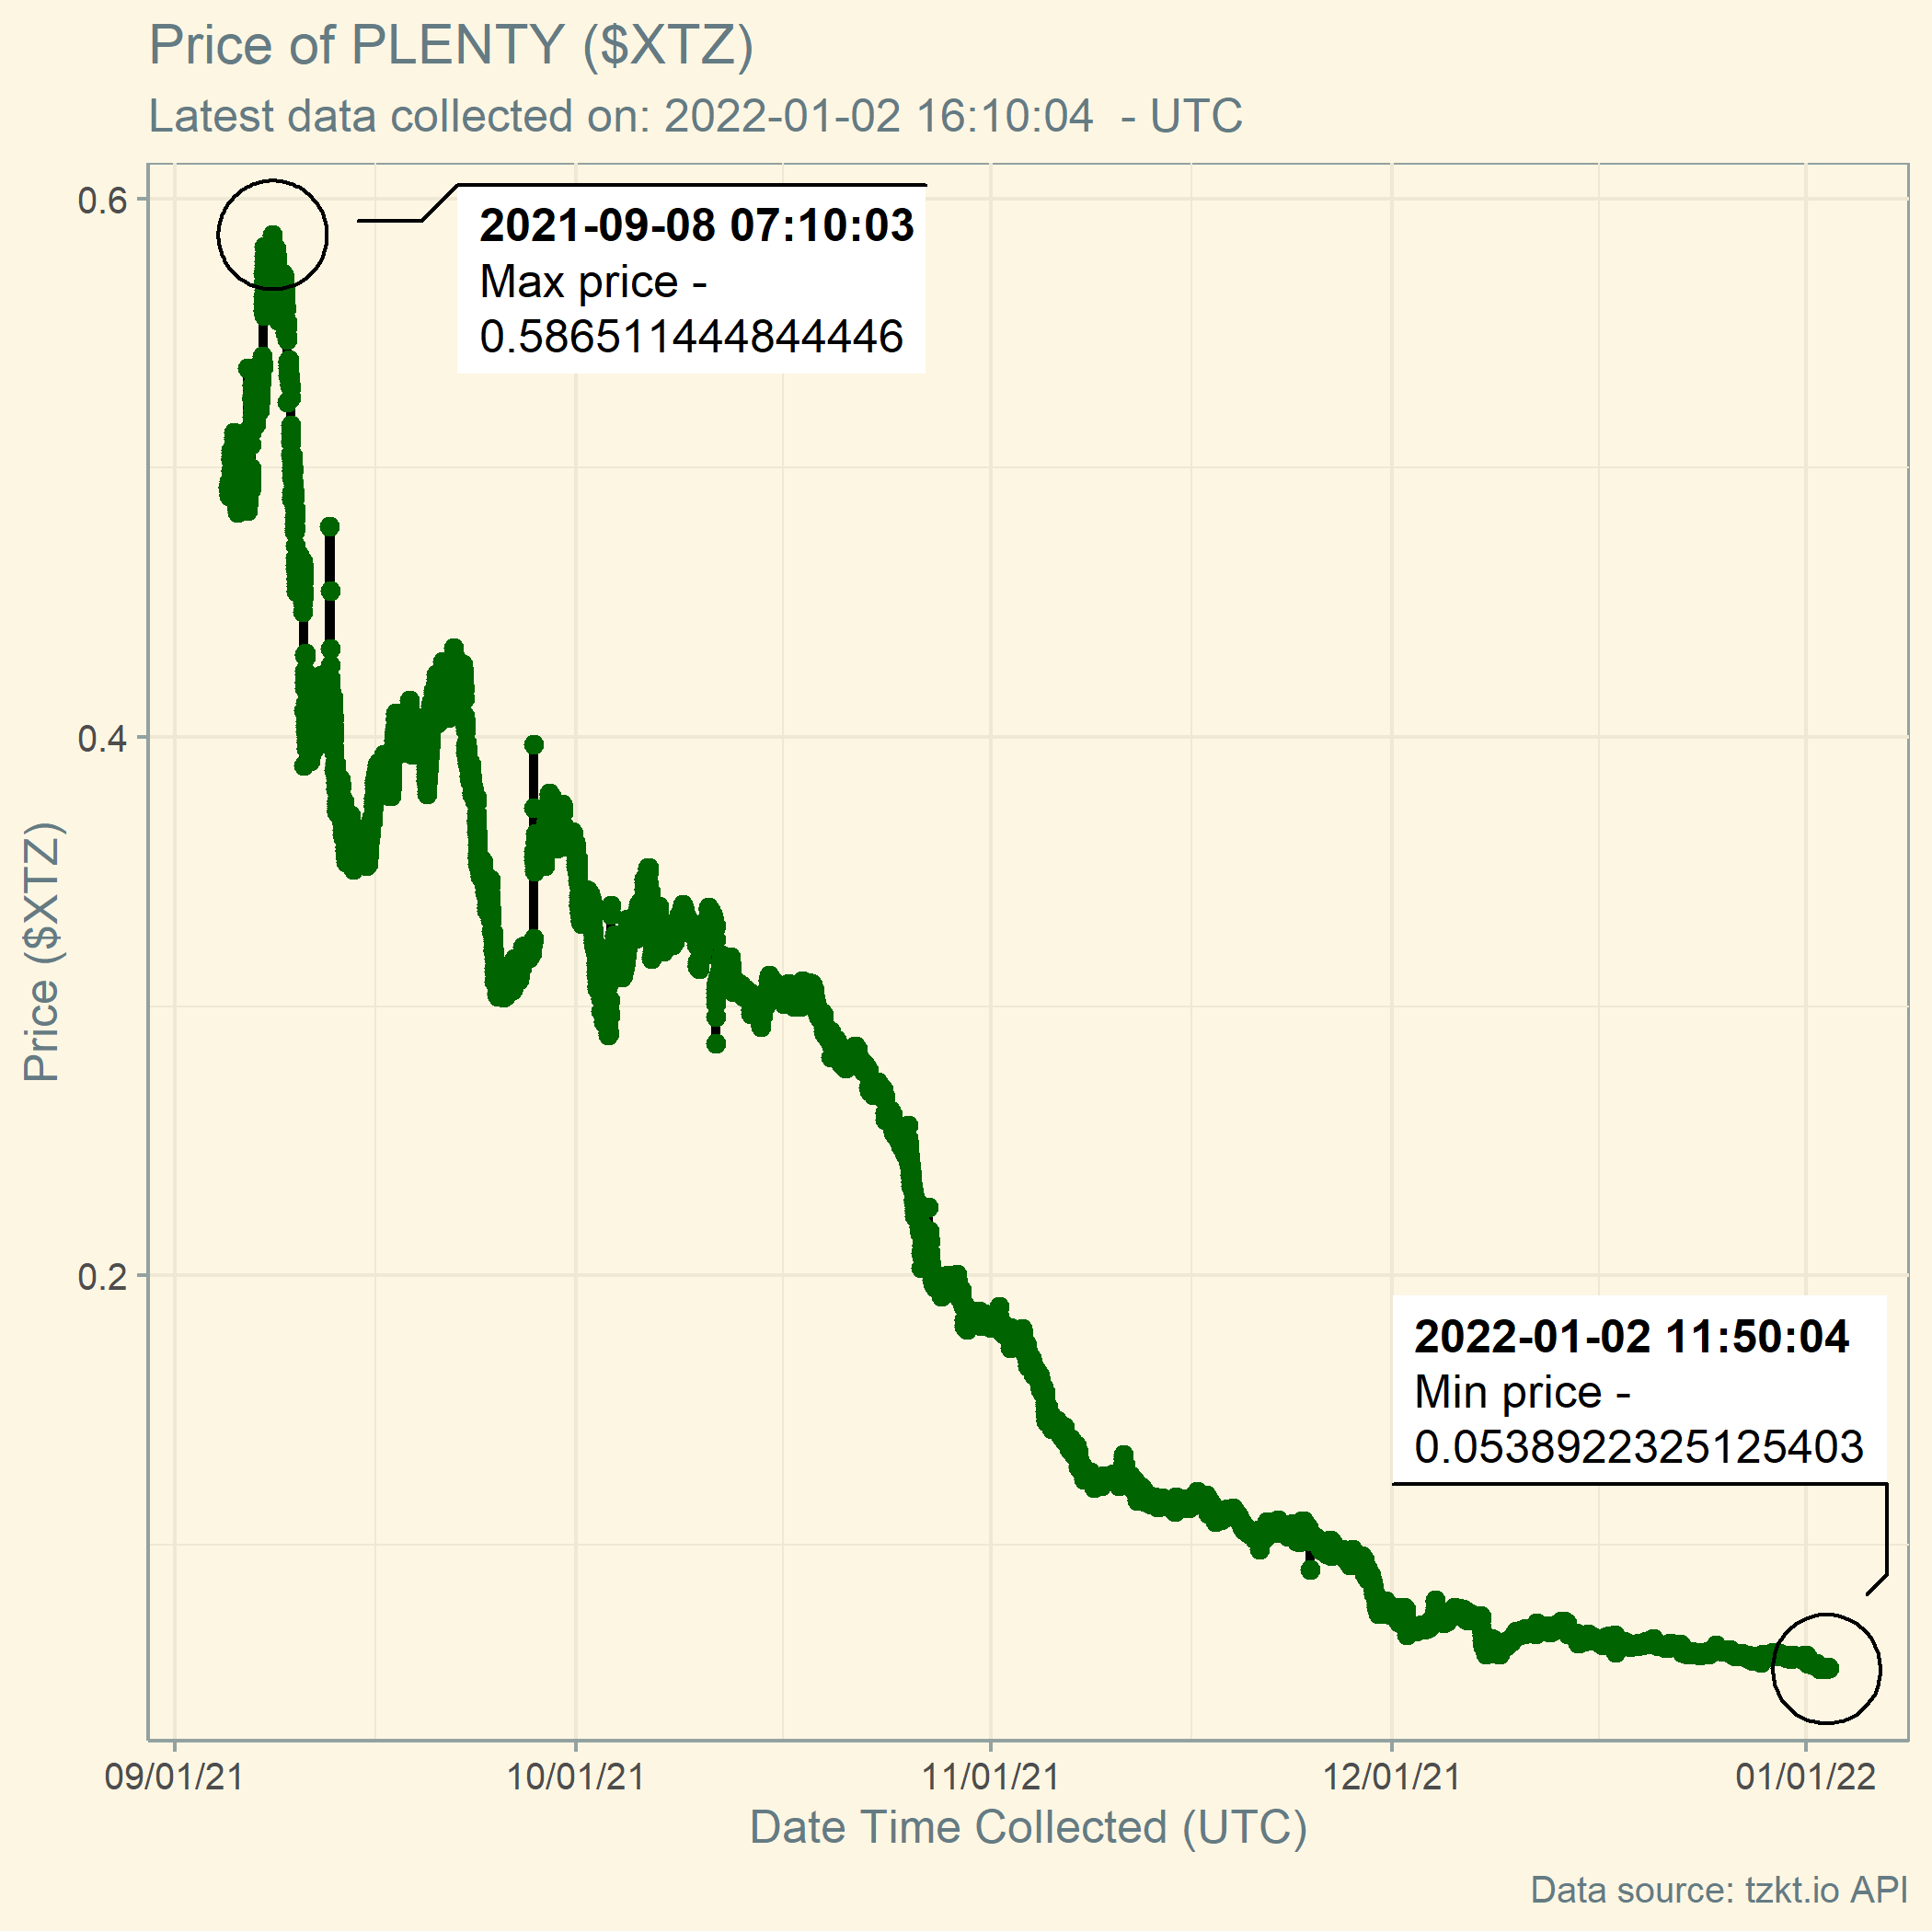 Price of PLENTY ($XTZ)
Latest data collected on: 2022-01-02 16:10:04  - UTC
0.6
0.4
0.2
Price ($XTZ)
2021-09-08 07:10:03
Max price -
0.586511444844446
2022-01-02 11:50:04
Min price -
0.0538922325125403
09/01/21
10/01/21
11/01/21
12/01/21
01/01/22
Date Time Collected (UTC)
Data source: tzkt.io API